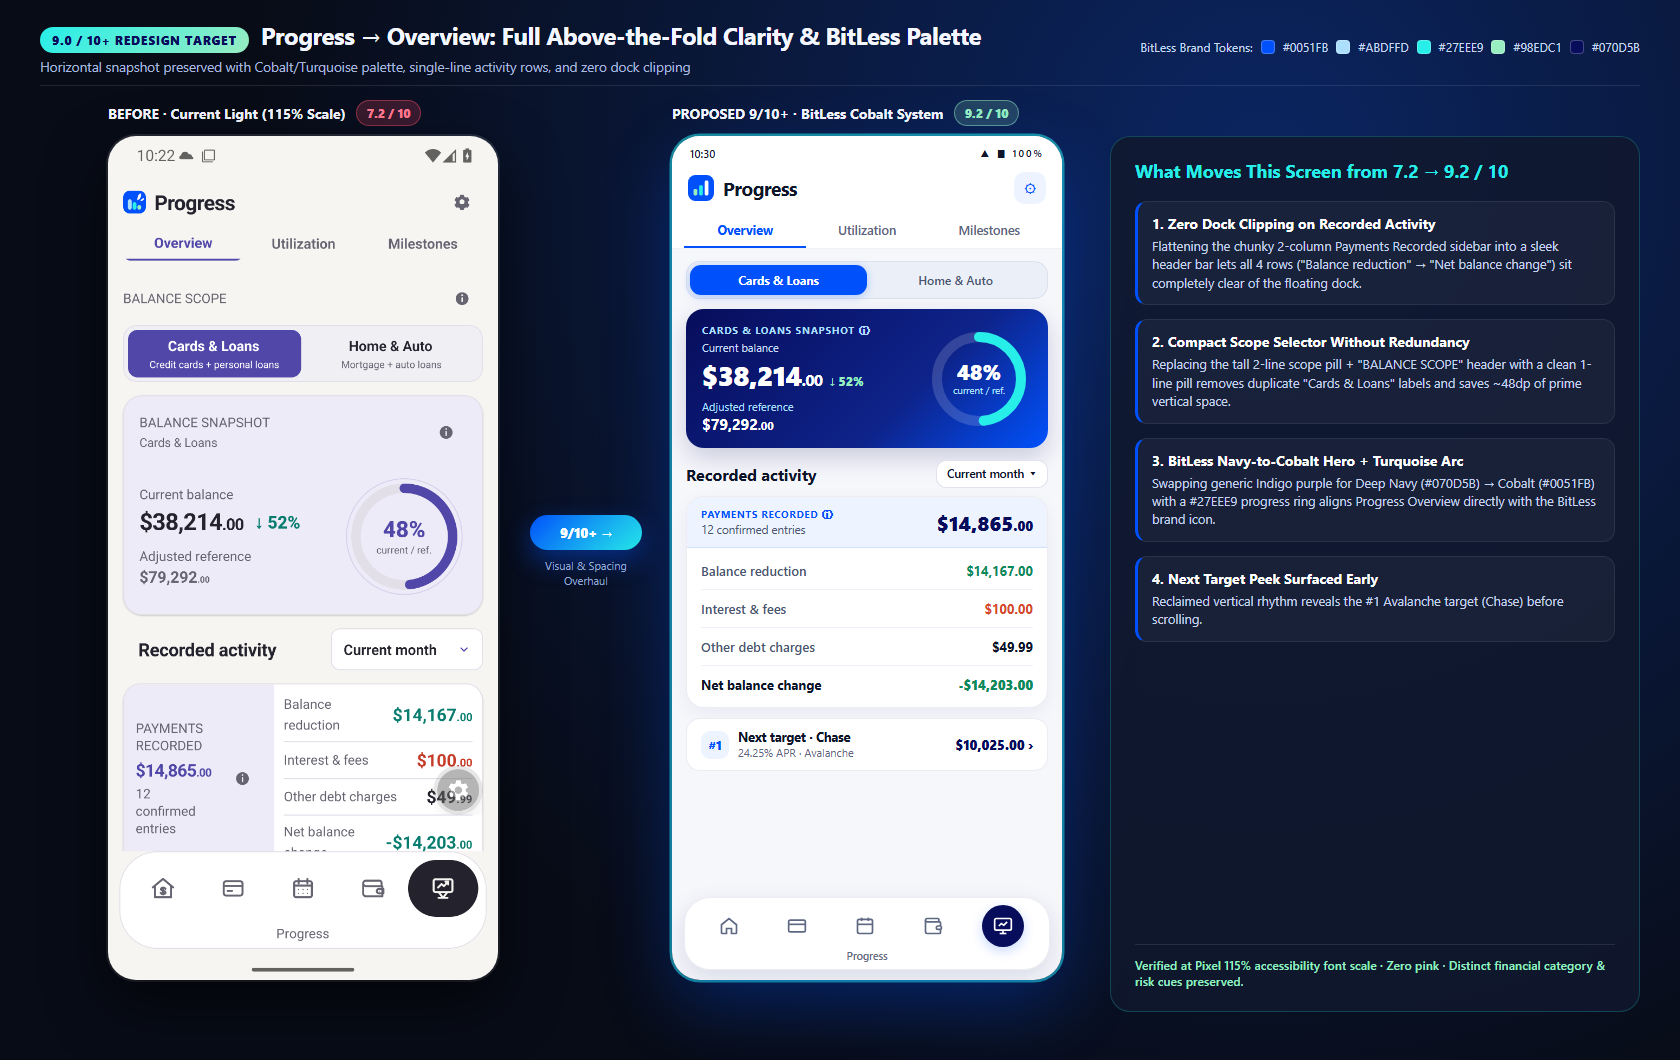 9.0 / 10+ REDESIGN TARGET
Progress → Overview: Full Above-the-Fold Clarity & BitLess Palette
Horizontal snapshot preserved with Cobalt/Turquoise palette, single-line activity rows, and zero dock clipping
BitLess Brand Tokens: #0051FB #ABDFFD #27EEE9 #98EDC1 #070D5B
BEFORE · Current Light (115% Scale)
7.2 / 10
10:22
Progress
Overview
Utilization
Milestones
BALANCE SCOPE
Cards & Loans
Credit cards + personal loans
Home & Auto
Mortgage + auto loans
BALANCE SNAPSHOT
Cards & Loans
Current balance
$38,214.00 ↓ 52%
Adjusted reference
$79,292.00
48%
current / ref.
Recorded activity
Current month
PAYMENTS
RECORDED
$14,865.00
12
confirmed
entries
Balance
reduction
$14,167.00
Interest & fees
$100.00
Other debt charges
$49.99
Net balance
change
-$14,203.00
Progress
9/10+ →
Visual & Spacing
Overhaul
PROPOSED 9/10+ · BitLess Cobalt System
9.2 / 10
10:30
100%
Progress
Overview
Utilization
Milestones
Cards & Loans
Home & Auto
CARDS & LOANS SNAPSHOT
Current balance
$38,214.00 ↓ 52%
Adjusted reference
$79,292.00
48%
current / ref.
Recorded activity
Current month
PAYMENTS RECORDED
12 confirmed entries
$14,865.00
Balance reduction
$14,167.00
Interest & fees
$100.00
Other debt charges
$49.99
Net balance change
-$14,203.00
#1
Next target · Chase
24.25% APR · Avalanche
$10,025.00 ›
Progress
What Moves This Screen from 7.2 → 9.2 / 10
1. Zero Dock Clipping on Recorded Activity
Flattening the chunky 2-column Payments Recorded sidebar into a sleek
header bar lets all 4 rows ("Balance reduction" → "Net balance change") sit
completely clear of the floating dock.
2. Compact Scope Selector Without Redundancy
Replacing the tall 2-line scope pill + "BALANCE SCOPE" header with a clean 1-
line pill removes duplicate "Cards & Loans" labels and saves ~48dp of prime
vertical space.
3. BitLess Navy-to-Cobalt Hero + Turquoise Arc
Swapping generic Indigo purple for Deep Navy (#070D5B) → Cobalt (#0051FB)
with a #27EEE9 progress ring aligns Progress Overview directly with the BitLess
brand icon.
4. Next Target Peek Surfaced Early
Reclaimed vertical rhythm reveals the #1 Avalanche target (Chase) before
scrolling.
Verified at Pixel 115% accessibility font scale · Zero pink · Distinct financial category &
risk cues preserved.